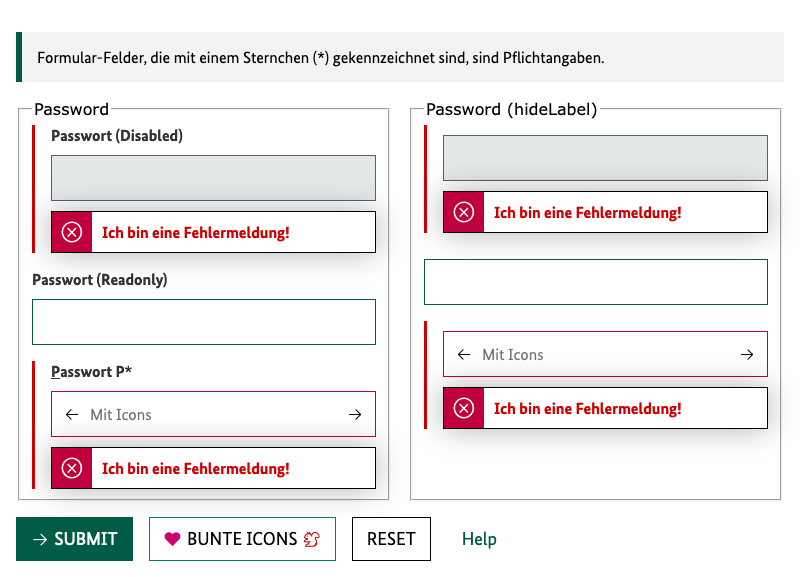 Formular-Felder, die mit einem Sternchen (*) gekennzeichnet sind, sind Pflichtangaben.
Password
Passwort (Disabled)
Ich bin eine Fehlermeldung!
Passwort (Readonly)
Passwort P*
Mit Icons
Ich bin eine Fehlermeldung!
Password (hideLabel)
Ich bin eine Fehlermeldung!
Mit Icons
Ich bin eine Fehlermeldung!
SUBMIT
BUNTE ICONS
RESET
Help